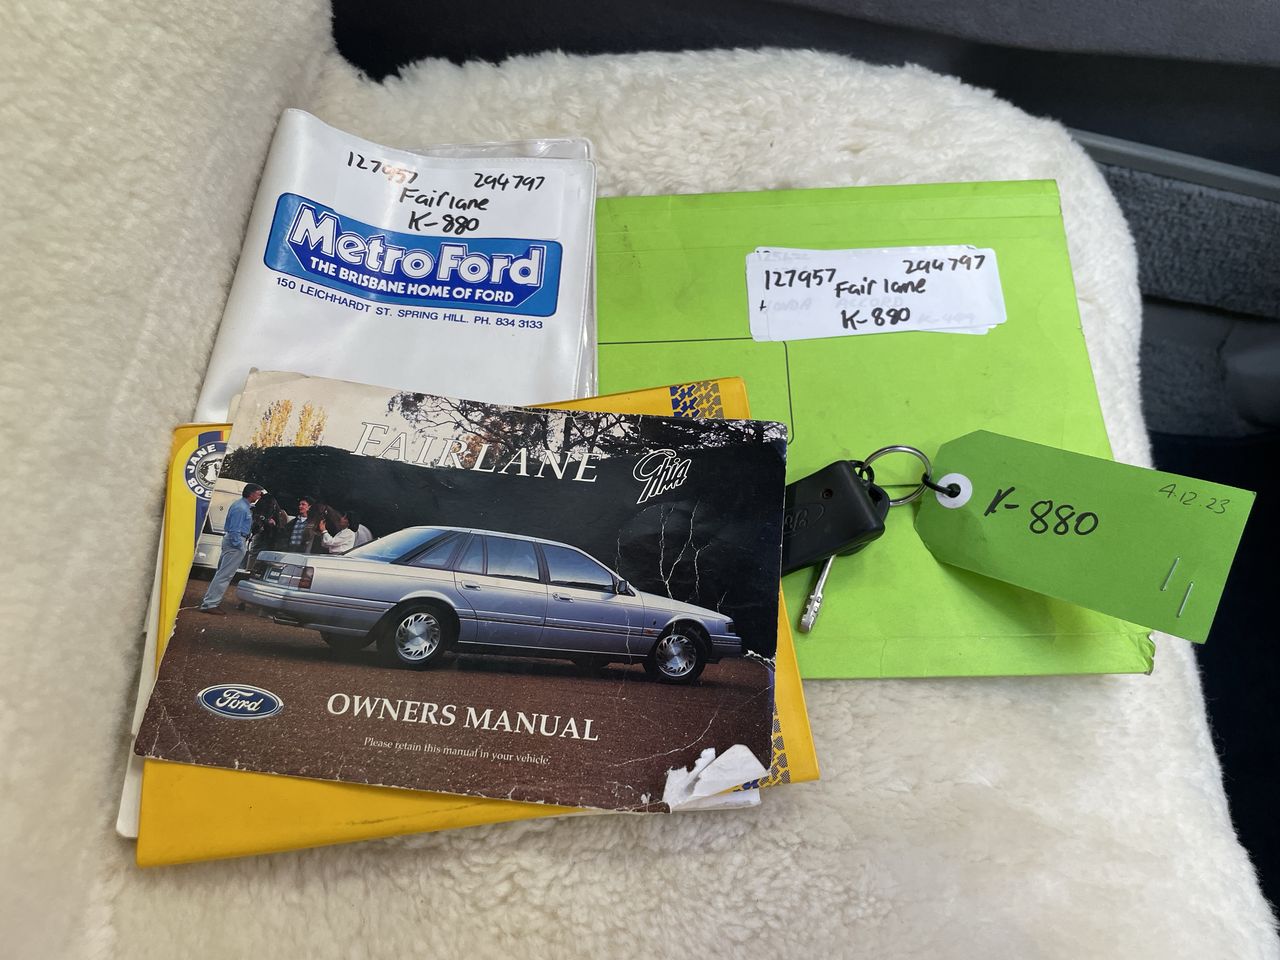 127957 294797
Fairlane
K-880
Metro Ford
THE BRISBANE HOME OF FORD
150 LEICHHARDT ST. SPRING HILL. PH. 834 3133
127957 294797
Fairlane
K-880
BOB JANE
FAIRLANE Ghia
K-880
4.12.23
Ford
OWNERS MANUAL
Please retain this manual in your vehicle.